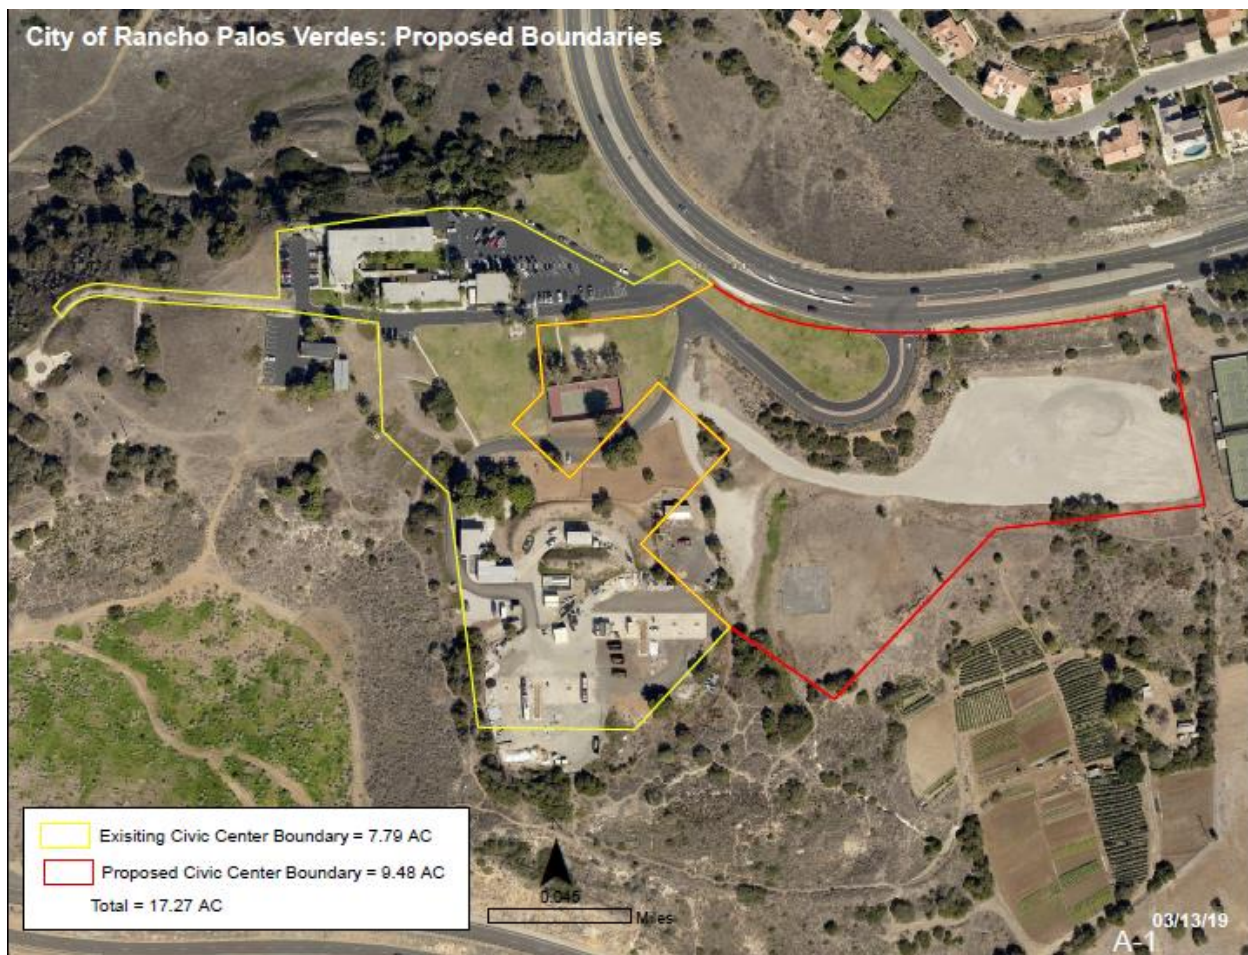 City of Rancho Palos Verdes: Proposed Boundaries
Exisiting Civic Center Boundary = 7.79 AC
Proposed Civic Center Boundary = 9.48 AC
Total = 17.27 AC
0.045
Miles
03/13/19
A-1